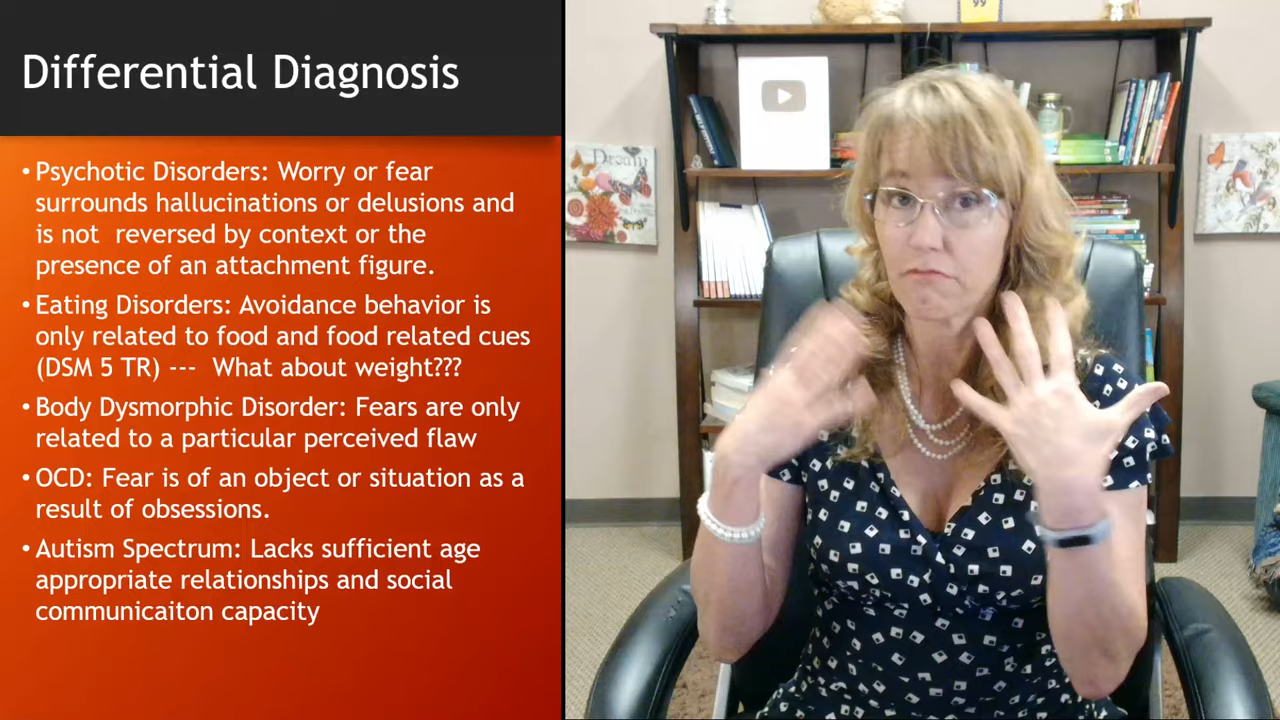 Differential Diagnosis
• Psychotic Disorders: Worry or fear
surrounds hallucinations or delusions and
is not  reversed by context or the
presence of an attachment figure.
• Eating Disorders: Avoidance behavior is
only related to food and food related cues
(DSM 5 TR) ---  What about weight???
• Body Dysmorphic Disorder: Fears are only
related to a particular perceived flaw
• OCD: Fear is of an object or situation as a
result of obsessions.
• Autism Spectrum: Lacks sufficient age
appropriate relationships and social
communicaiton capacity
99
Dream